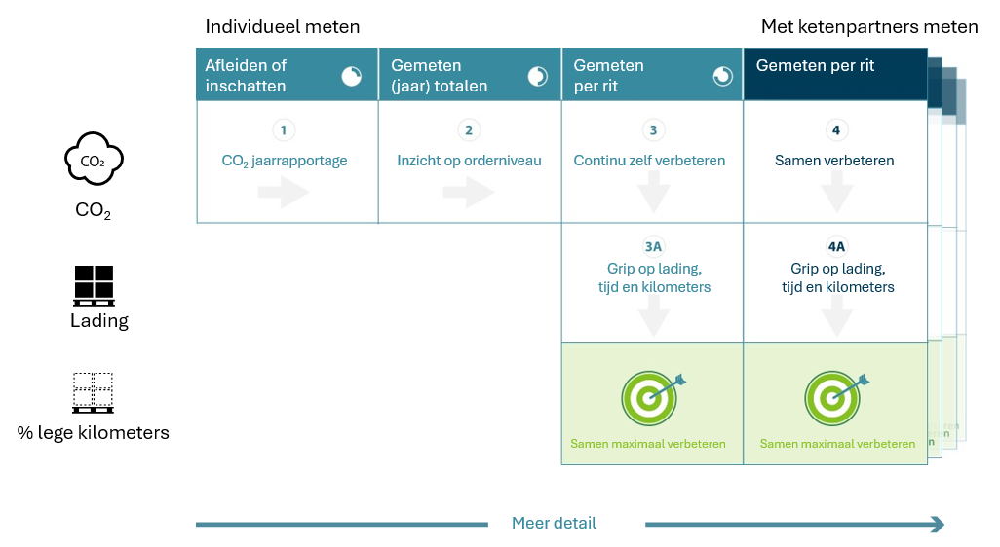 Individueel meten
Met ketenpartners meten
Afleiden of
inschatten
Gemeten
(jaar) totalen
Gemeten
per rit
Gemeten per rit
1
2
3
4
CO₂ jaarrapportage
Inzicht op orderniveau
Continu zelf verbeteren
Samen verbeteren
CO₂
CO₂
3A
4A
Grip op lading,
tijd en kilometers
Grip op lading,
tijd en kilometers
Lading
% lege kilometers
Samen maximaal verbeteren
Samen maximaal verbeteren
Meer detail